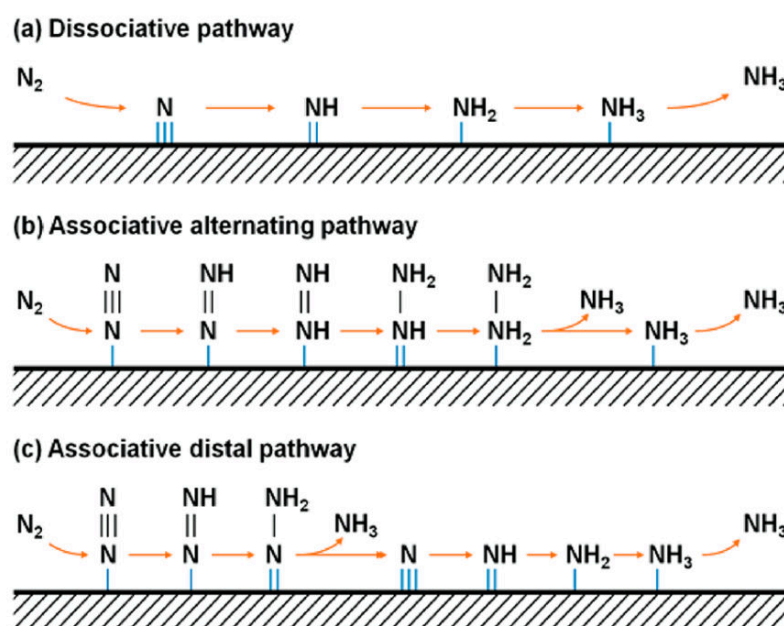 (a) Dissociative pathway
N₂ NH₃
N NH NH₂ NH₃
(b) Associative alternating pathway
N NH NH NH₂ NH₂
N₂ NH₃ NH₃
N N NH NH NH₂ NH₃
(c) Associative distal pathway
N NH NH₂
N₂ NH₃ NH₃
N N N N NH NH₂ NH₃